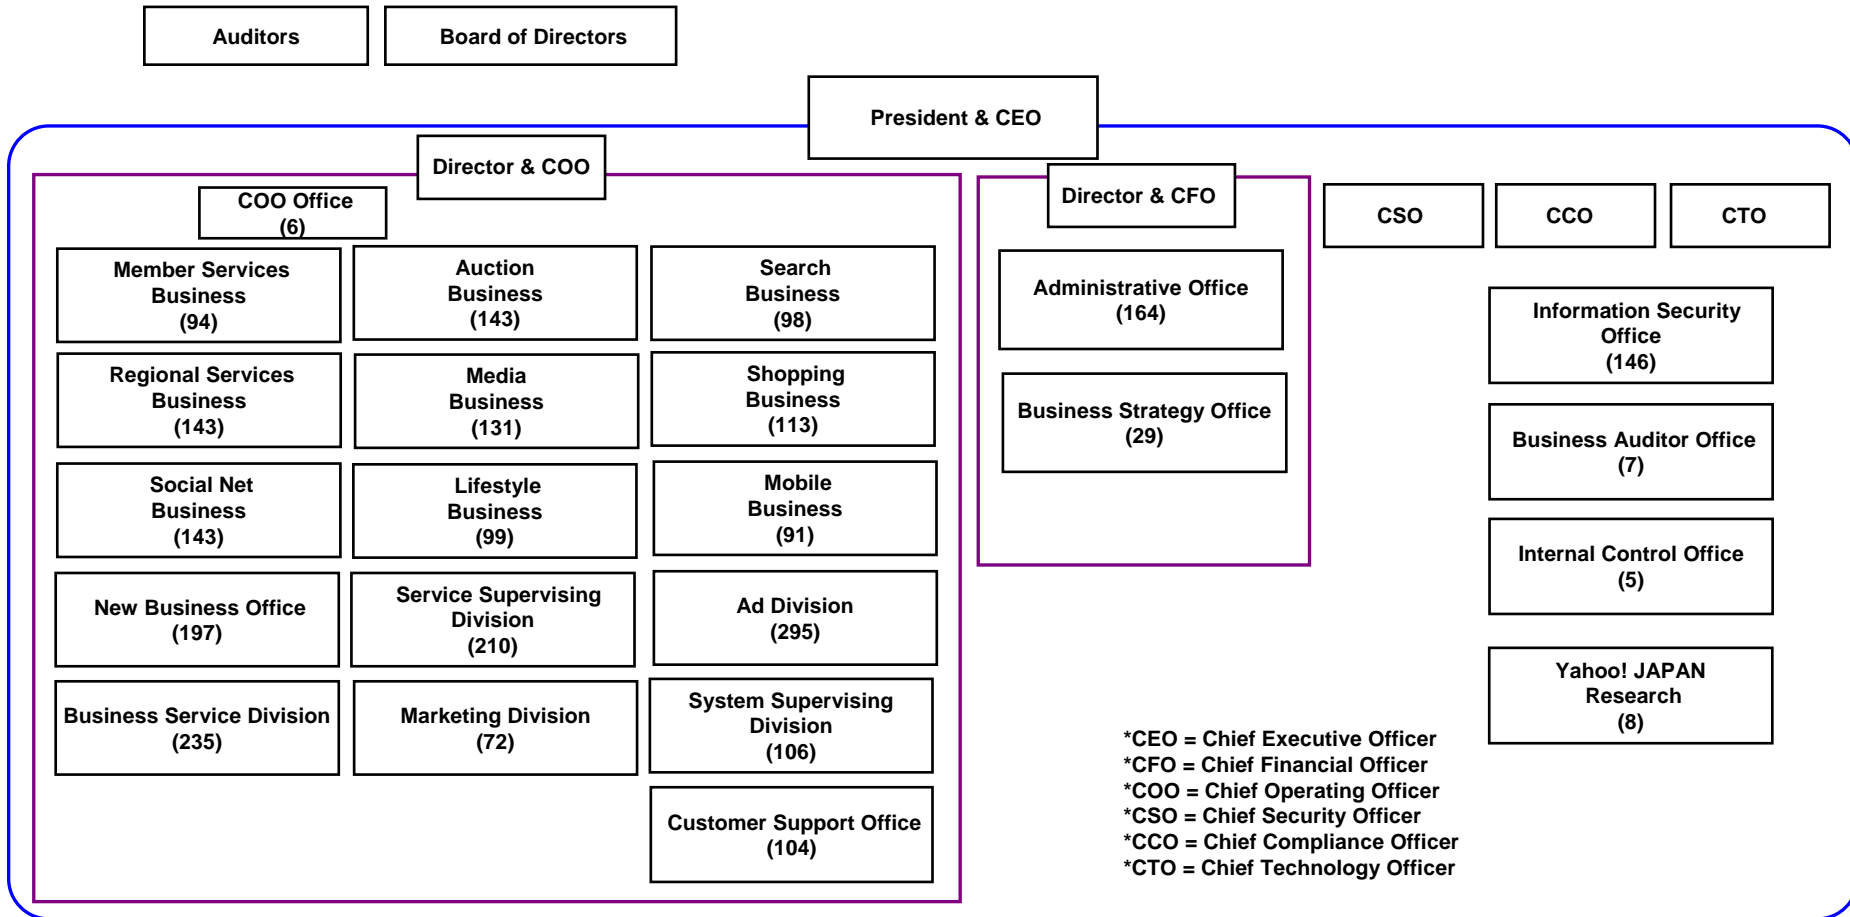 Auditors
Board of Directors
President & CEO
Director & COO
COO Office
(6)
Member Services
Business
(94)
Auction
Business
(143)
Search
Business
(98)
Regional Services
Business
(143)
Media
Business
(131)
Shopping
Business
(113)
Social Net
Business
(143)
Lifestyle
Business
(99)
Mobile
Business
(91)
New Business Office
(197)
Service Supervising
Division
(210)
Ad Division
(295)
Business Service Division
(235)
Marketing Division
(72)
System Supervising
Division
(106)
Customer Support Office
(104)
Director & CFO
Administrative Office
(164)
Business Strategy Office
(29)
CSO
CCO
CTO
Information Security
Office
(146)
Business Auditor Office
(7)
Internal Control Office
(5)
Yahoo! JAPAN
Research
(8)
*CEO = Chief Executive Officer
*CFO = Chief Financial Officer
*COO = Chief Operating Officer
*CSO = Chief Security Officer
*CCO = Chief Compliance Officer
*CTO = Chief Technology Officer